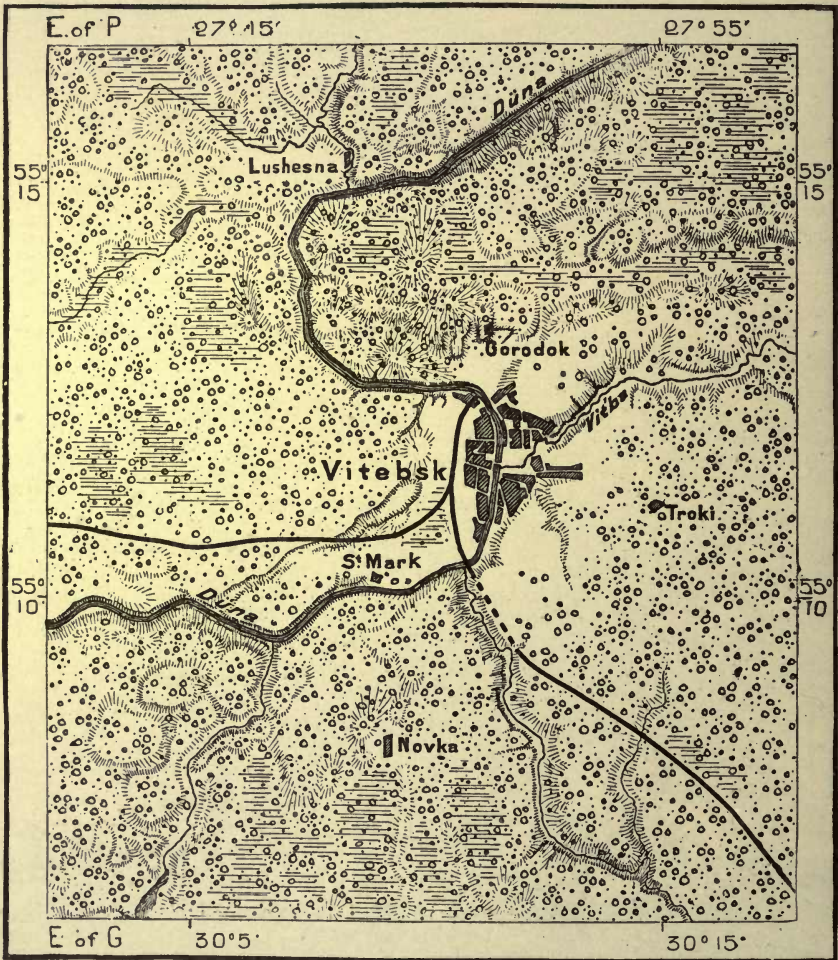 E. of P 27° 45' 27° 55'
Düna
Lushesna
55° 15' 55° 15
Gorodok
Vitba
Vitebsk
Troki
St Mark
55 10 55 10
Düna
Novka
E of G 30° 5' 30° 15'